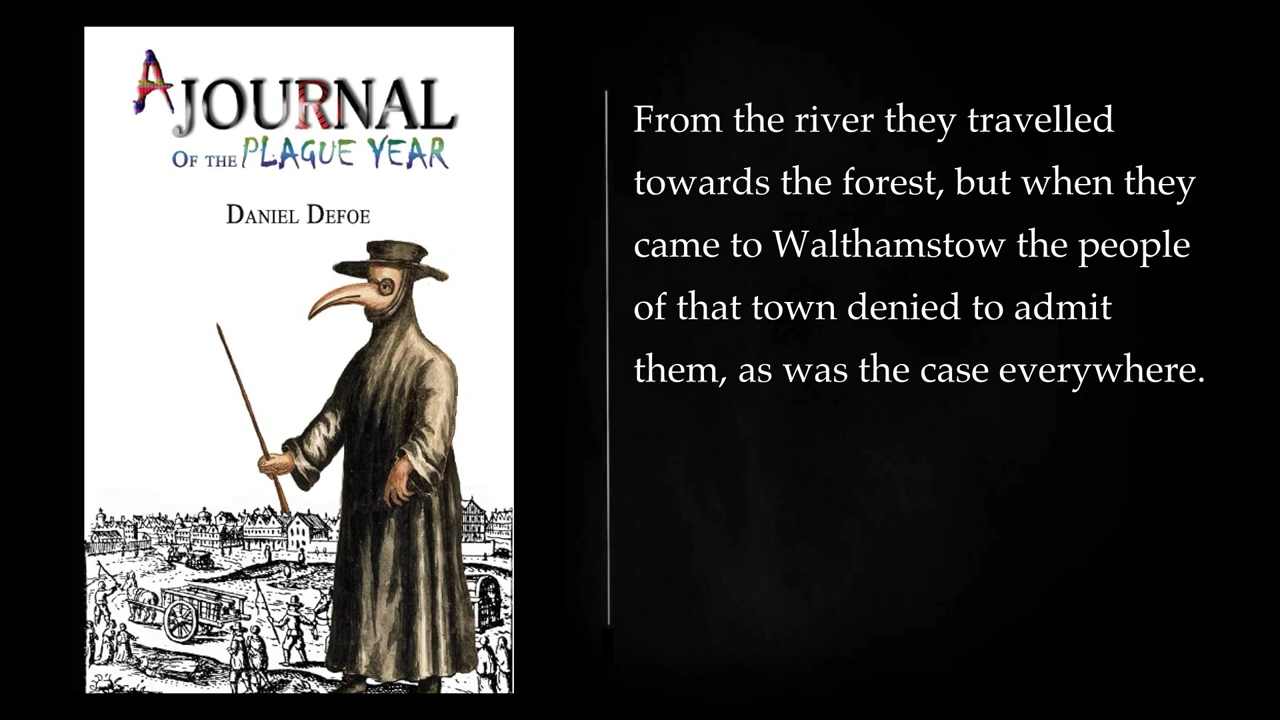 A JOURNAL
OF THE PLAGUE YEAR
DANIEL DEFOE
From the river they travelled
towards the forest, but when they
came to Walthamstow the people
of that town denied to admit
them, as was the case everywhere.